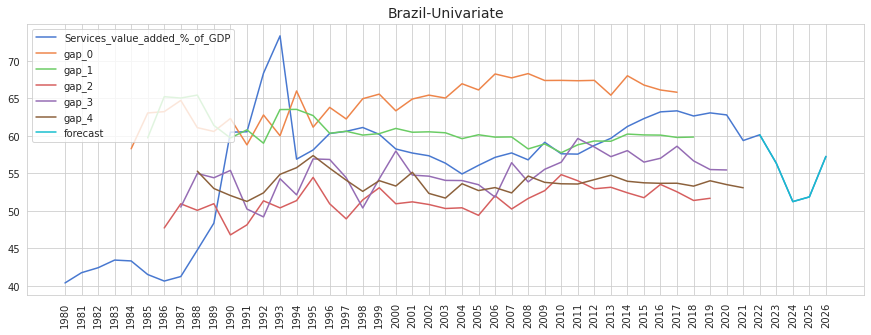 Brazil-Univariate
Services_value_added_%_of_GDP
gap_0
gap_1
gap_2
gap_3
gap_4
forecast
70
65
60
55
50
45
40
1980 1981 1982 1983 1984 1985 1986 1987 1988 1989 1990 1991 1992 1993 1994 1995 1996 1997 1998 1999 2000 2001 2002 2003 2004 2005 2006 2007 2008 2009 2010 2011 2012 2013 2014 2015 2016 2017 2018 2019 2020 2021 2022 2023 2024 2025 2026